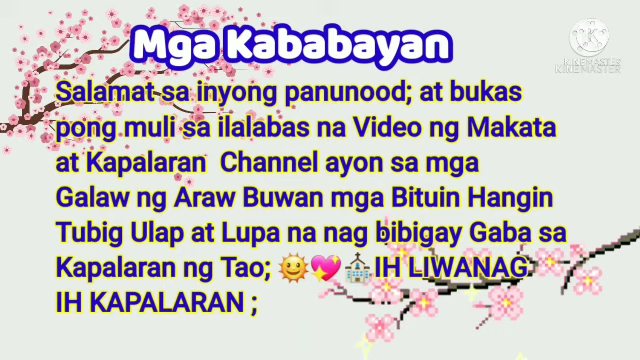 Mga Kababayan
KINEMASTER
KINEMASTER
Salamat sa inyong panunood; at bukas
pong muli sa ilalabas na Video ng Makata
at Kapalaran Channel ayon sa mga
Galaw ng Araw Buwan mga Bituin Hangin
Tubig Ulap at Lupa na nag bibigay Gaba sa
Kapalaran ng Tao; 🌞💖⛪IH LIWANAG
IH KAPALARAN ;